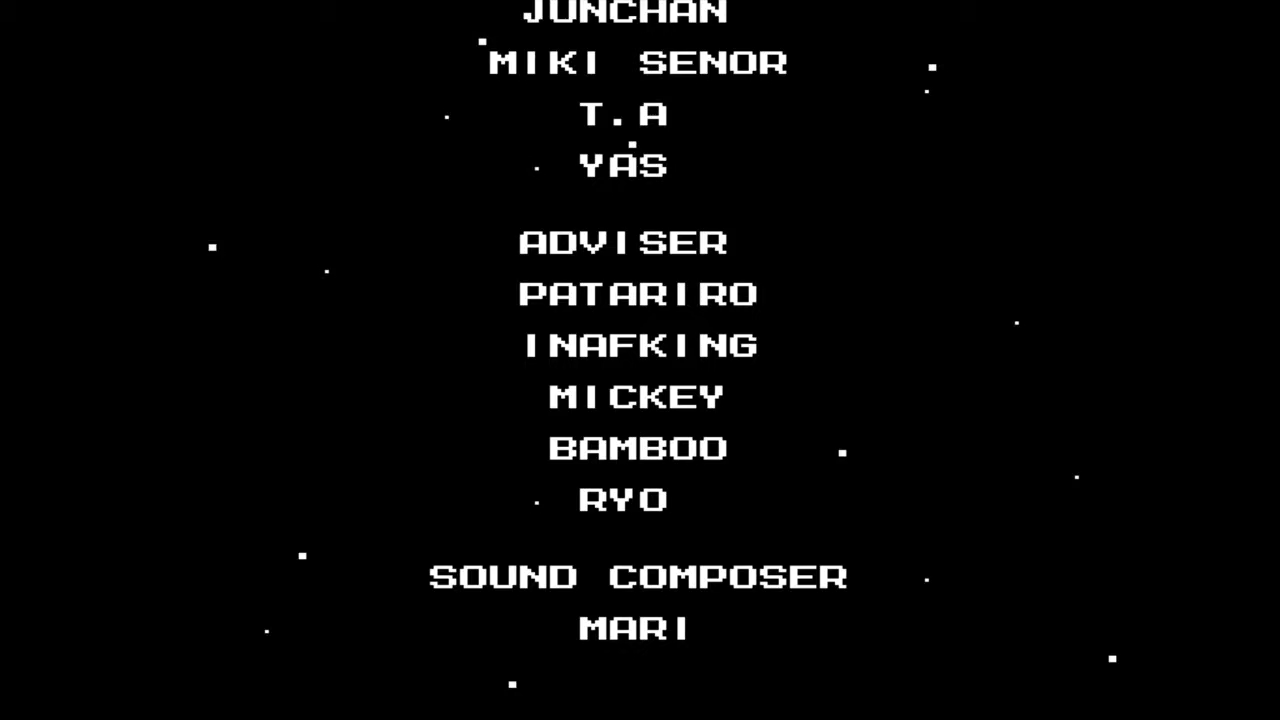 JUNCHAN
MIKI SENOR
T.A
YAS
ADVISER
PATARIRO
INAFKING
MICKEY
BAMBOO
RYO
SOUND COMPOSER
MARI